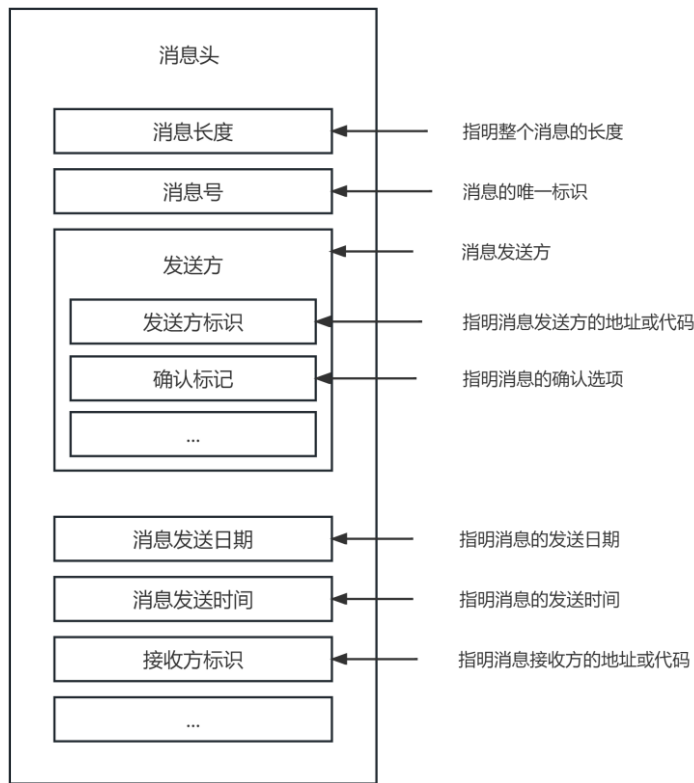 消息头
消息长度
指明整个消息的长度
消息号
消息的唯一标识
发送方
消息发送方
发送方标识
指明消息发送方的地址或代码
确认标记
指明消息的确认选项
...
消息发送日期
指明消息的发送日期
消息发送时间
指明消息的发送时间
接收方标识
指明消息接收方的地址或代码
...